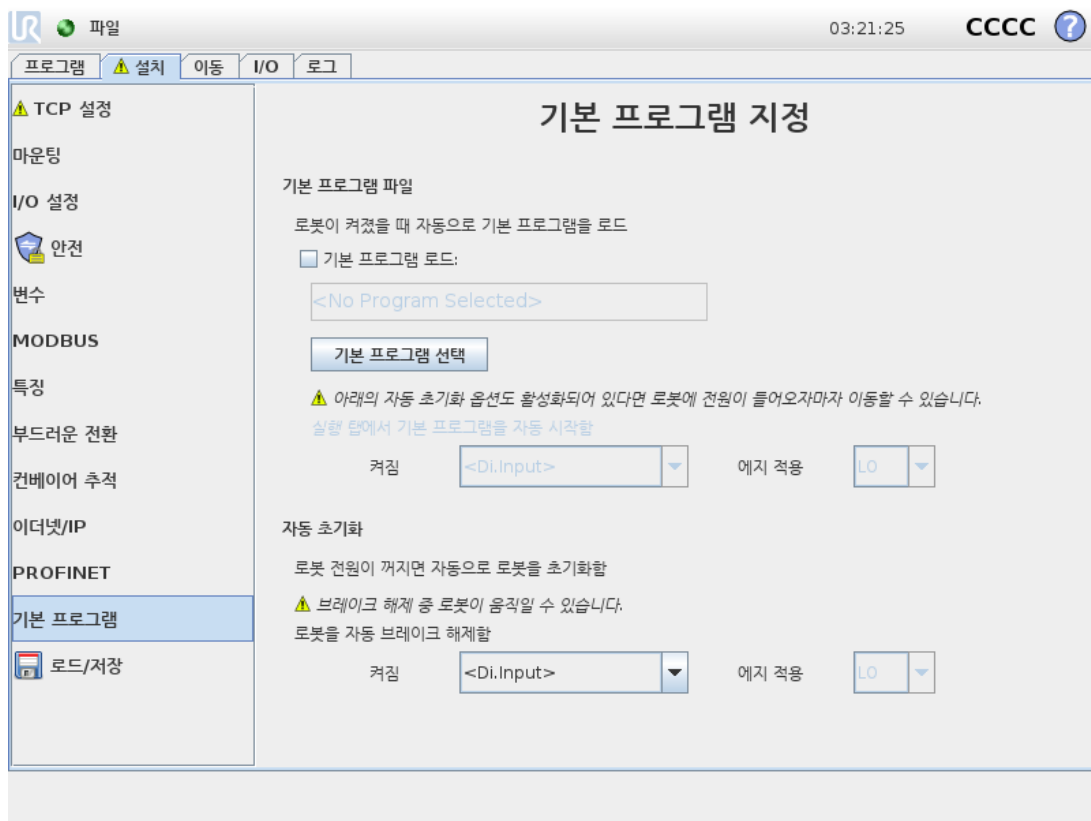 UR 파일 03:21:25 CCCC ?
프로그램 설치 이동 I/O 로그
TCP 설정
마운팅
I/O 설정
안전
변수
MODBUS
특징
부드러운 전환
컨베이어 추적
이더넷/IP
PROFINET
기본 프로그램
로드/저장
기본 프로그램 지정
기본 프로그램 파일
로봇이 켜졌을 때 자동으로 기본 프로그램을 로드
기본 프로그램 로드:
<No Program Selected>
기본 프로그램 선택
아래의 자동 초기화 옵션도 활성화되어 있다면 로봇에 전원이 들어오자마자 이동할 수 있습니다.
실행 탭에서 기본 프로그램을 자동 시작함
켜짐 <Di.Input> 에지 적용 LO
자동 초기화
로봇 전원이 꺼지면 자동으로 로봇을 초기화함
브레이크 해제 중 로봇이 움직일 수 있습니다.
로봇을 자동 브레이크 해제함
켜짐 <Di.Input> 에지 적용 LO